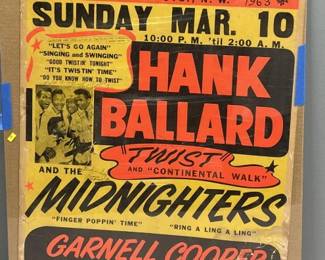 N. W.
1963
SUNDAY MAR. 10
10:00 P. M. 'til 2:00 A. M.
"LET'S GO AGAIN"
"SINGING and SWINGING"
"GOOD TWISTIN' TONIGHT"
"IT'S TWISTIN' TIME"
"DO YOU KNOW HOW TO TWIST"
HANK
BALLARD
"TWIST"
AND "CONTINENTAL WALK"
AND THE
MIDNIGHTERS
"FINGER POPPIN' TIME"
"RING A LING A LING"
GARNELL COOPER